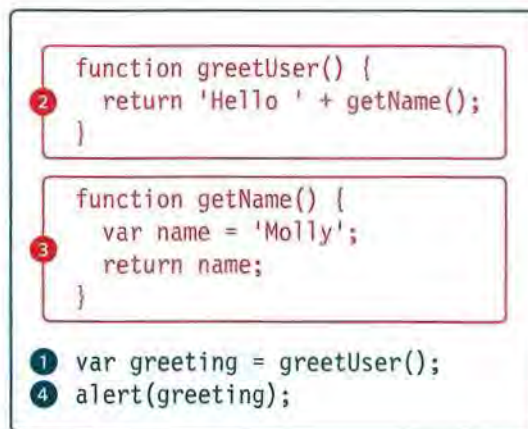 function greetUser() {
2 return 'Hello ' + getName();
}
function getName() {
var name = 'Molly';
3
return name;
}
1 var greeting = greetUser();
4 alert(greeting);